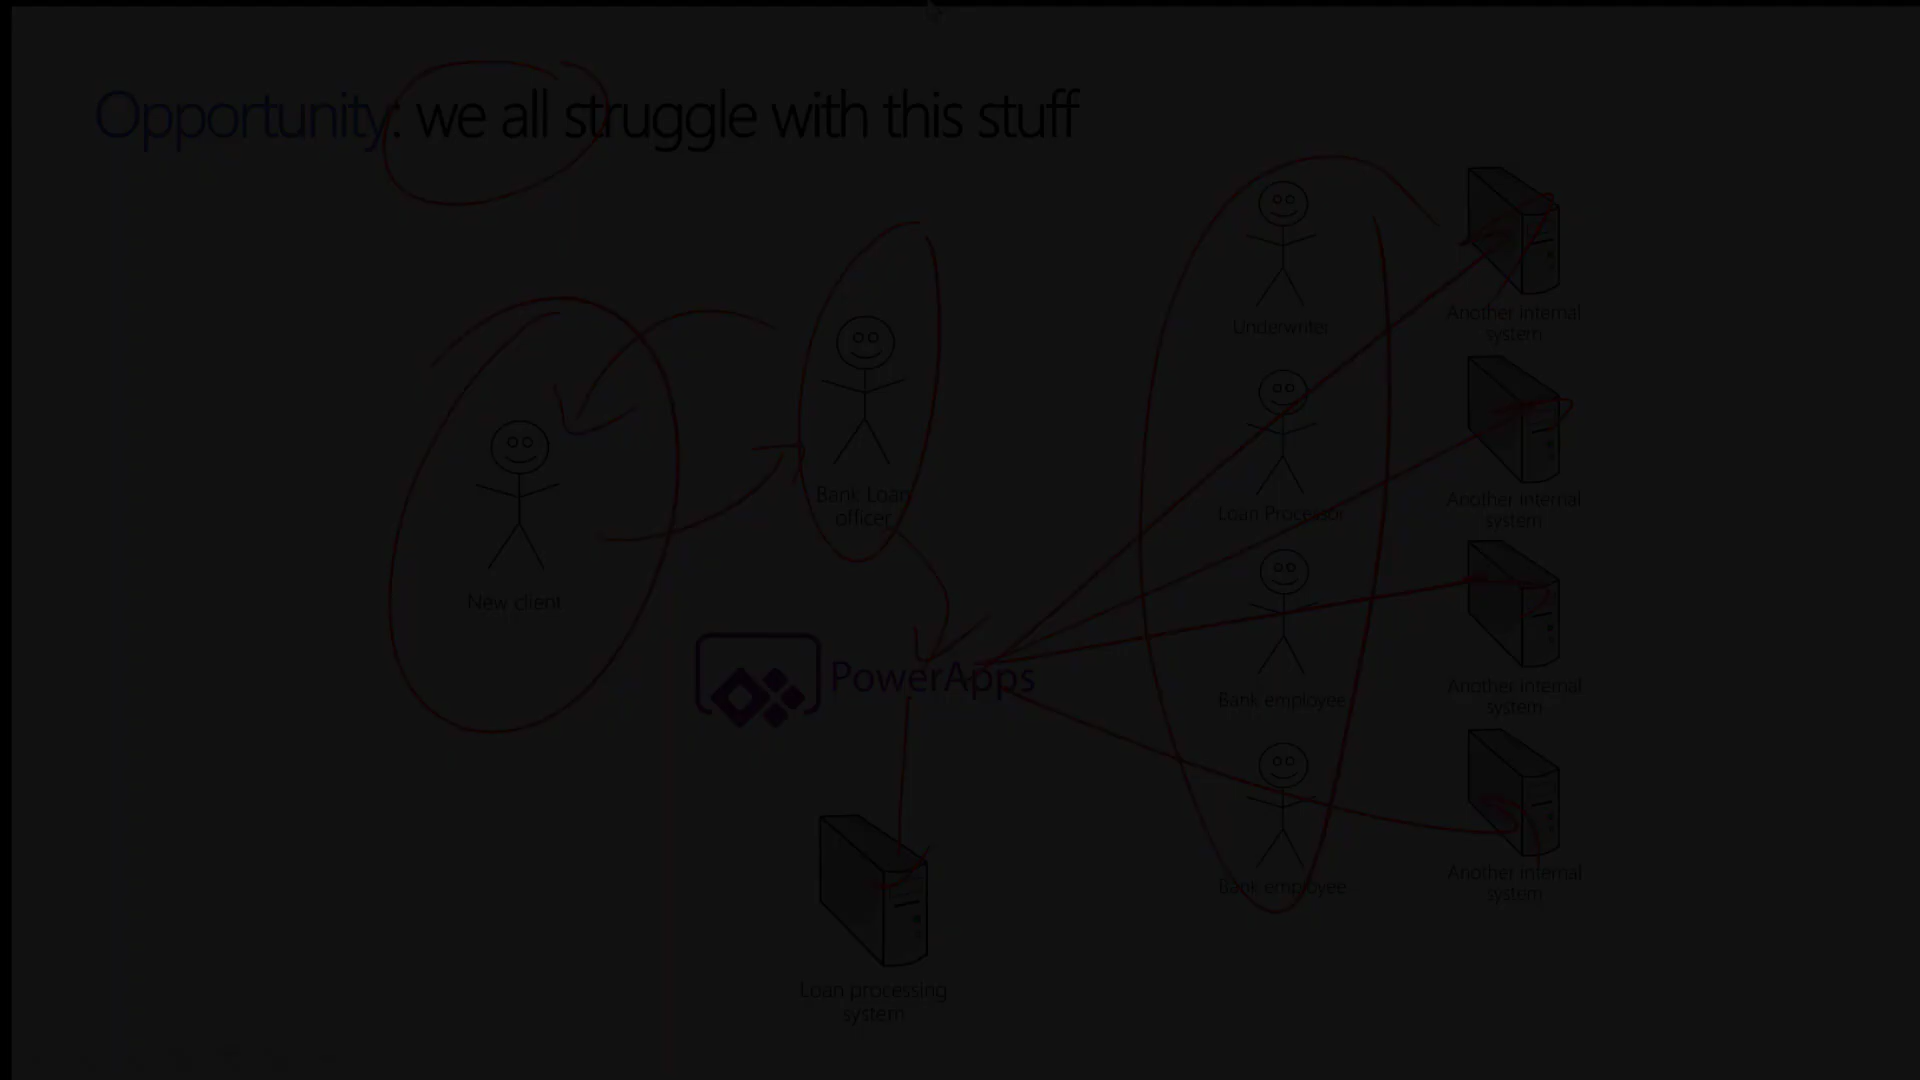 Opportunity: we all struggle with this stuff
Underwriter
Another internal
system
Bank Loan
officer
Loan Processor
Another internal
system
New client
PowerApps
Bank employee
Another internal
system
Bank employee
Another internal
system
Loan processing
system